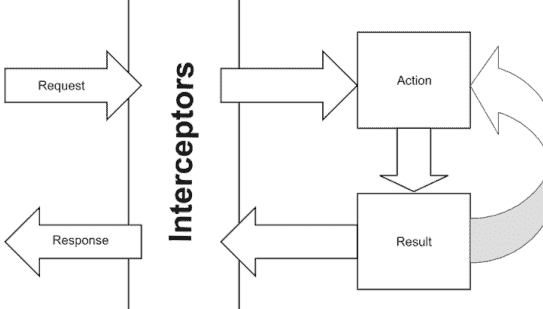 Request
Interceptors
Action
Response
Result